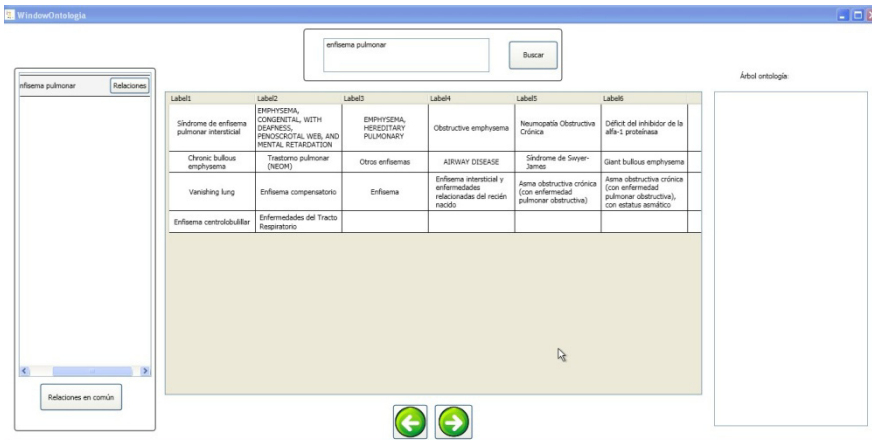 WindowOntologia
enfisema pulmonar
Buscar
Árbol ontología:
nfisema pulmonar
Relaciones
Label1 Label2 Label3 Label4 Label5 Label6
Síndrome de enfisema
pulmonar intersticial
EMPHYSEMA,
CONGENITAL, WITH
DEAFNESS,
PENOSCROTAL WEB, AND
MENTAL RETARDATION
EMPHYSEMA,
HEREDITARY
PULMONARY
Obstructive emphysema
Neumopatía Obstructiva
Crónica
Déficit del inhibidor de la
alfa-1 proteinasa
Chronic bullous
emphysema
Trastorno pulmonar
(NEOM)
Otros enfisemas
AIRWAY DISEASE
Síndrome de Swyer-
James
Giant bullous emphysema
Vanishing lung
Enfisema compensatorio
Enfisema
Enfisema intersticial y
enfermedades
relacionadas del recién
nacido
Asma obstructiva crónica
(con enfermedad
pulmonar obstructiva)
Asma obstructiva crónica
(con enfermedad
pulmonar obstructiva),
con estatus asmático
Enfisema centrolobulillar
Enfermedades del Tracto
Respiratorio
Relaciones en común